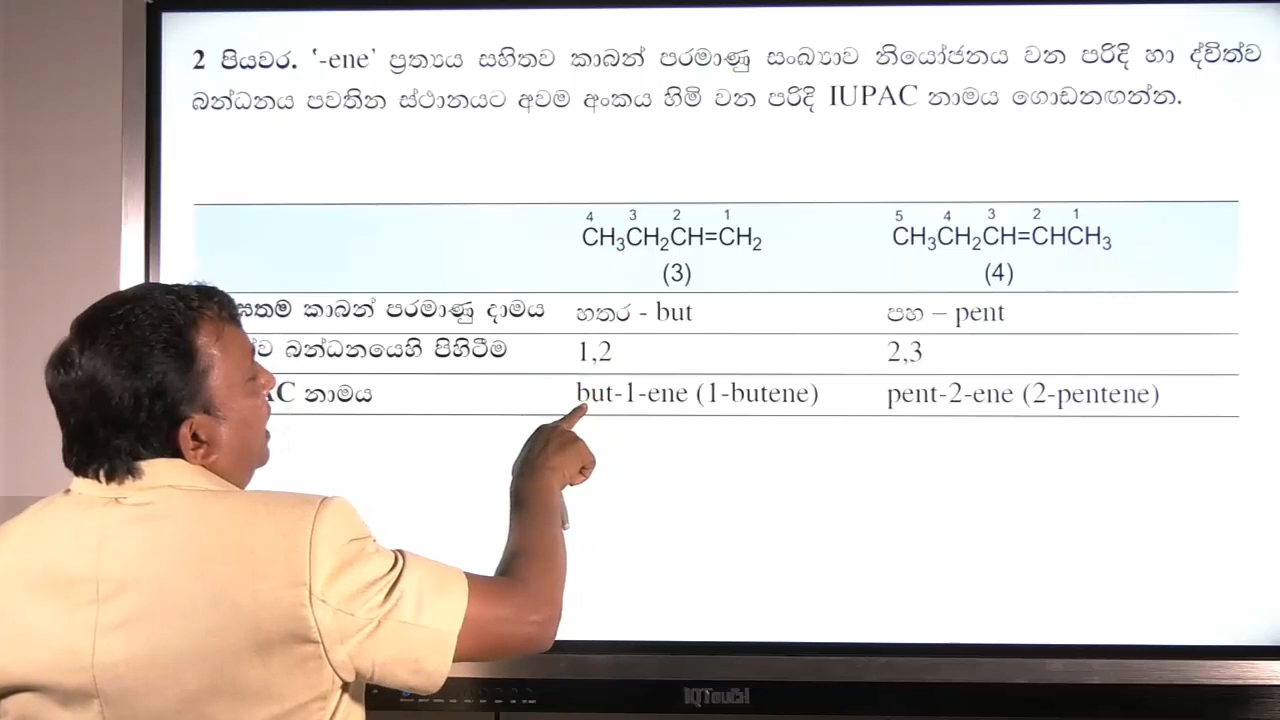 2 පියවර. ‘-ene’ ප්‍රත්‍යය සහිතව කාබන් පරමාණු සංඛ්‍යාව නියෝජනය වන පරිදි හා ද්විත්ව
බන්ධනය පවතින ස්ථානයට අවම අංකය හිමි වන පරිදි IUPAC නාමය ගොඩනඟන්න.
4 3 2 1 5 4 3 2 1
CH₃CH₂CH=CH₂ CH₃CH₂CH=CHCH₃
(3) (4)
කාබන් පරමාණු දාමය හතර - but පහ – pent
බන්ධනයෙහි පිහිටීම 1,2 2,3
නාමය but-1-ene (1-butene) pent-2-ene (2-pentene)
IQTouch